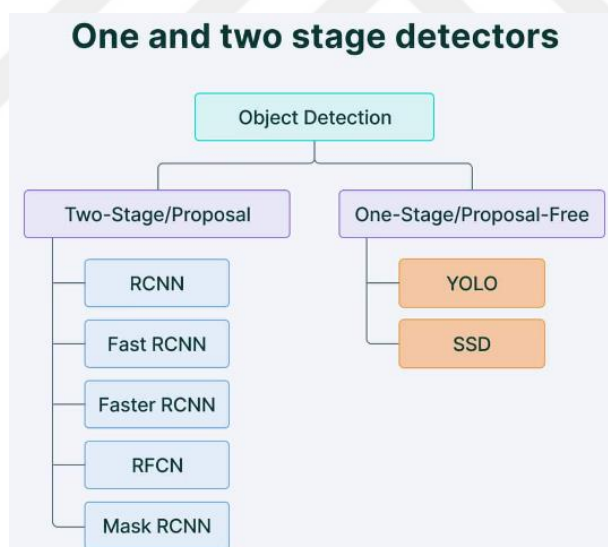 One and two stage detectors
Object Detection
Two-Stage/Proposal
One-Stage/Proposal-Free
RCNN
Fast RCNN
Faster RCNN
RFCN
Mask RCNN
YOLO
SSD